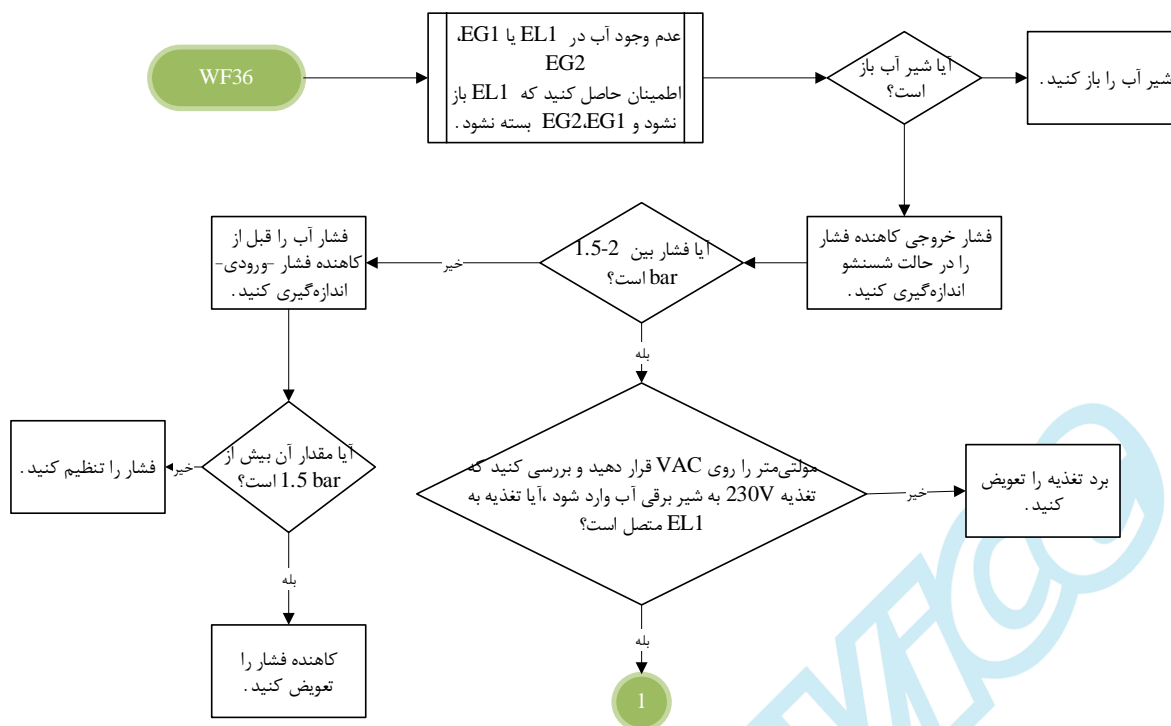 WF36
عدم وجود آب در EL1 یا EG1،
EG2
اطمینان حاصل کنید که EL1 باز
نشود و EG2،EG1 بسته نشود.
آیا شیر آب باز
است؟
شیر آب را باز کنید.
فشار خروجی کاهنده فشار
را در حالت شسنشو
اندازه‌گیری کنید.
آیا فشار بین 2-1.5
bar است؟
خیر
فشار آب را قبل از
کاهنده فشار -ورودی-
اندازه‌گیری کنید.
بله
آیا مقدار آن بیش از
1.5 bar است؟
خیر
فشار را تنظیم کنید.
بله
کاهنده فشار را
تعویض کنید.
مولتی‌متر را روی VAC قرار دهید و بررسی کنید که
تغذیه 230V به شیر برقی آب وارد شود ،آیا تغذیه به
EL1 متصل است؟
خیر
برد تغذیه را تعویض
کنید.
بله
1